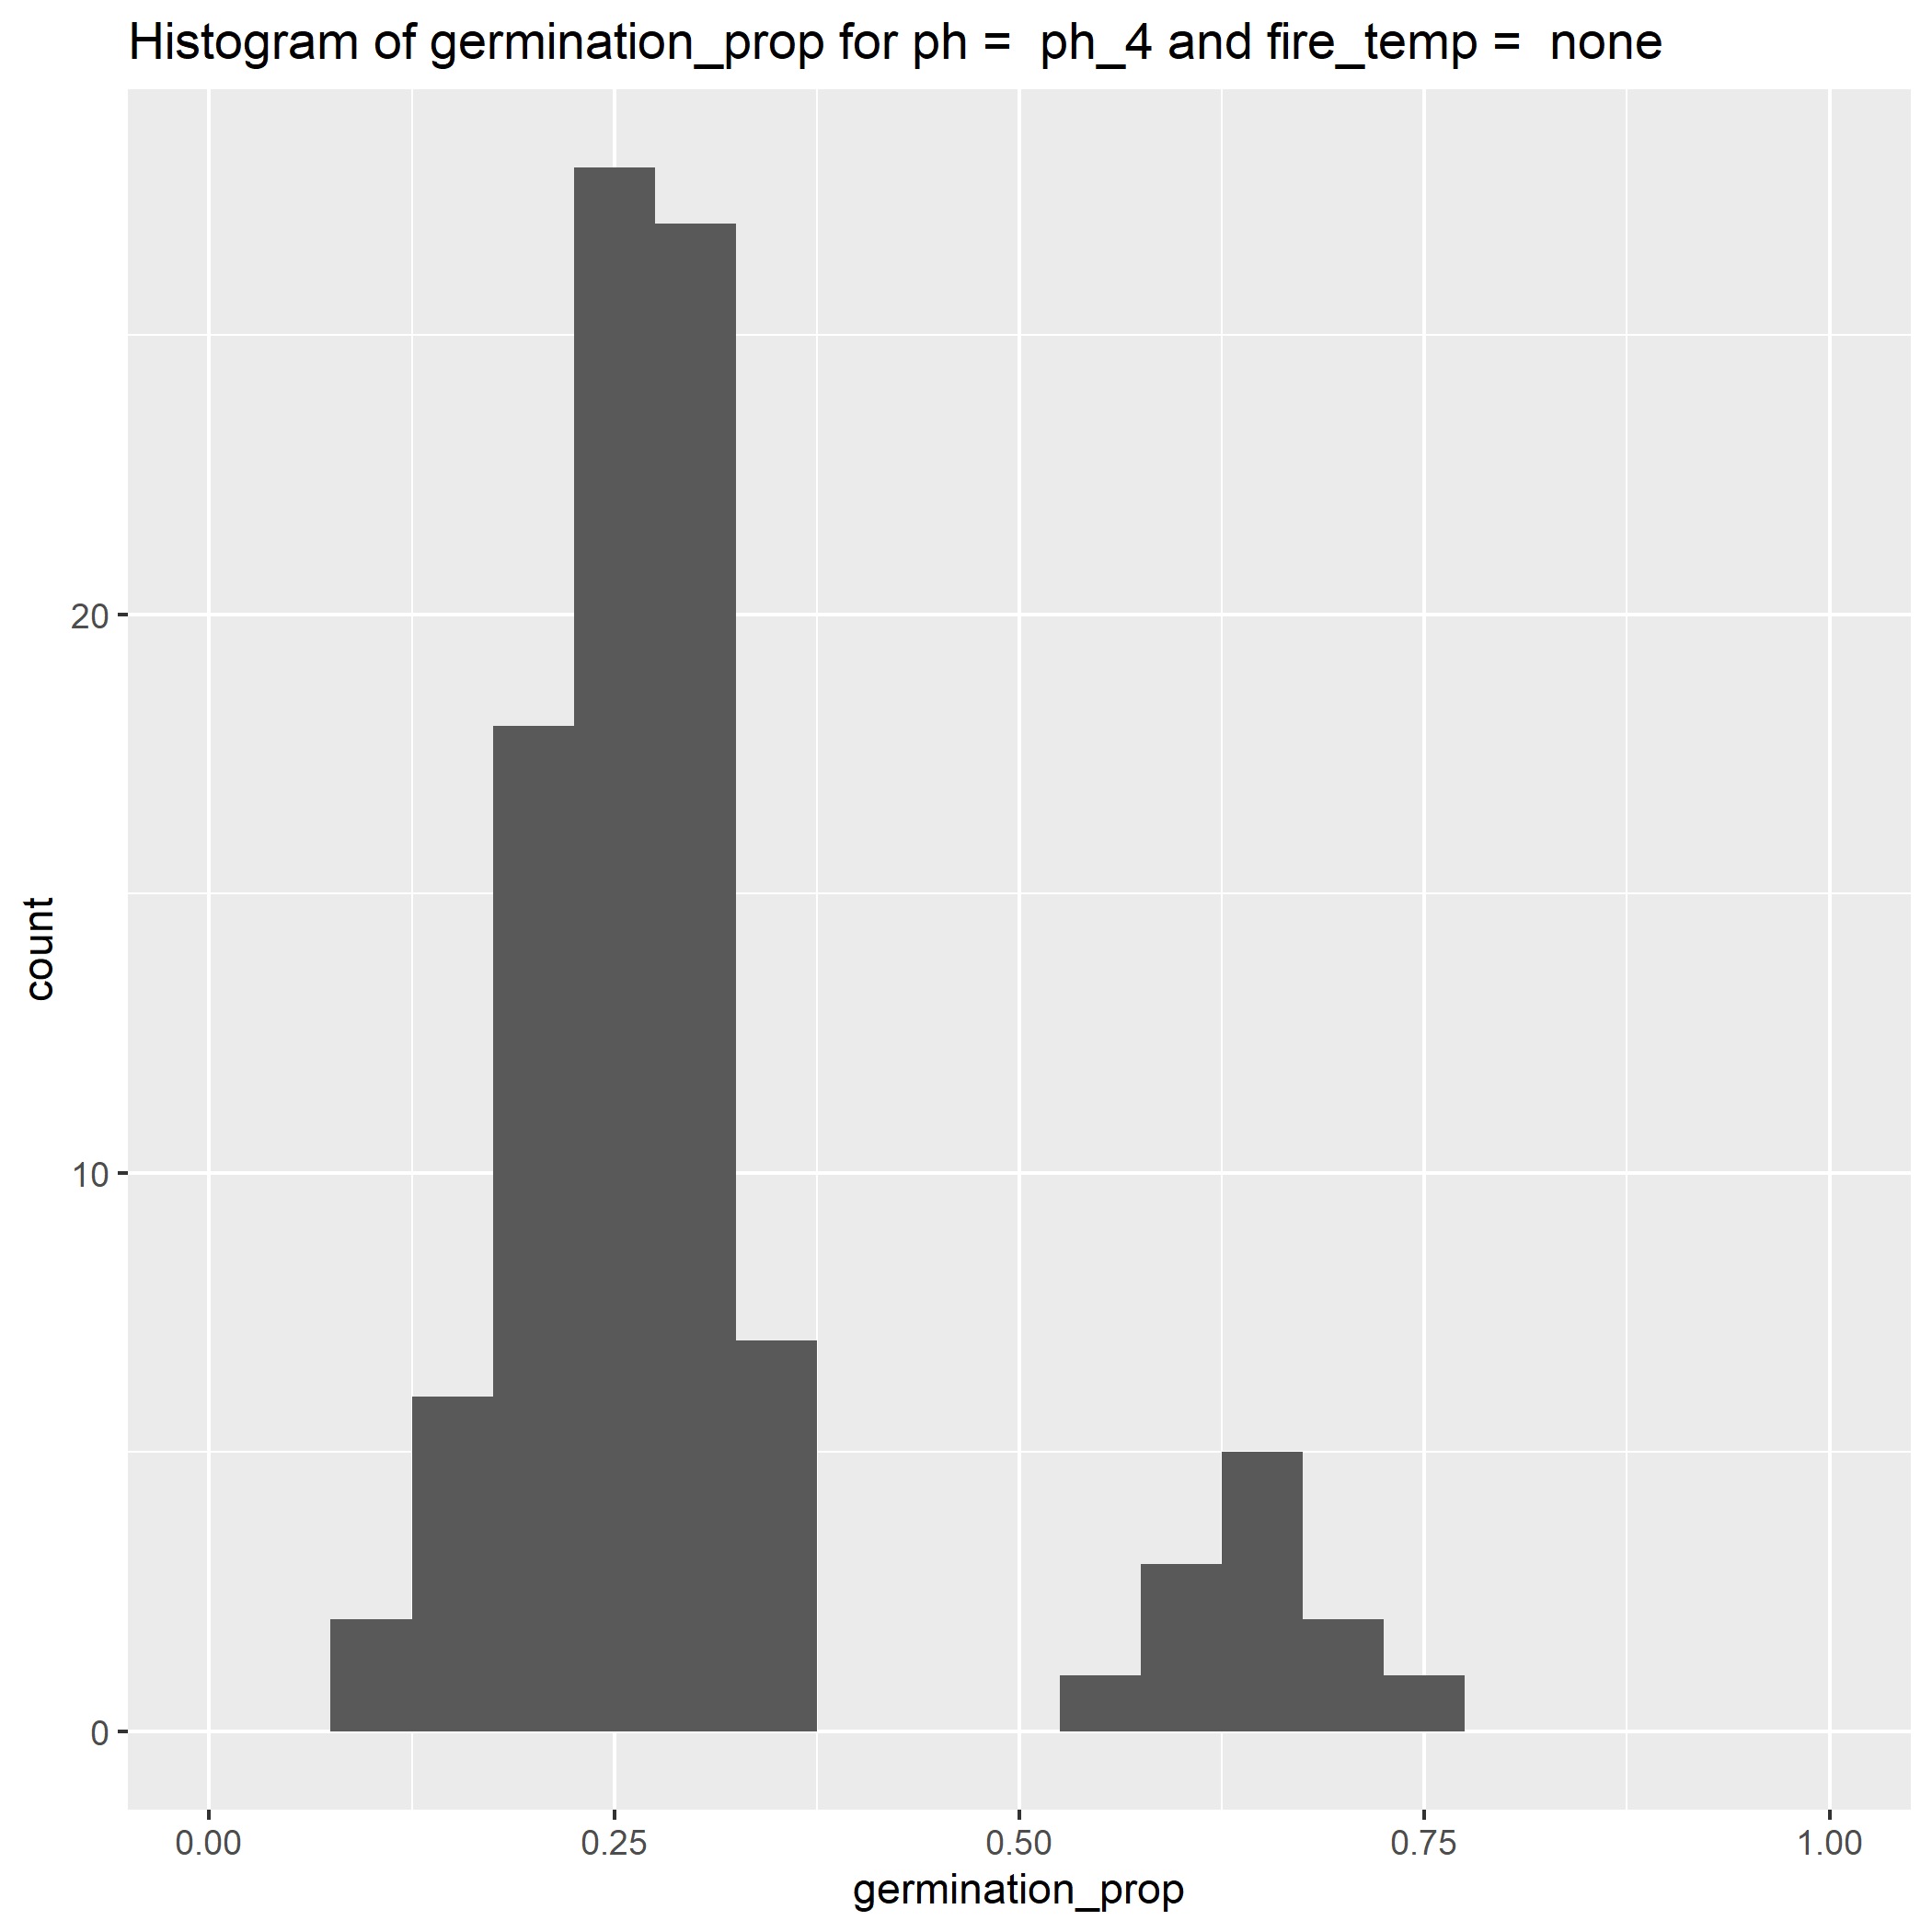 Histogram of germination_prop for ph =  ph_4 and fire_temp =  none
count
20
10
0
0.00 0.25 0.50 0.75 1.00
germination_prop